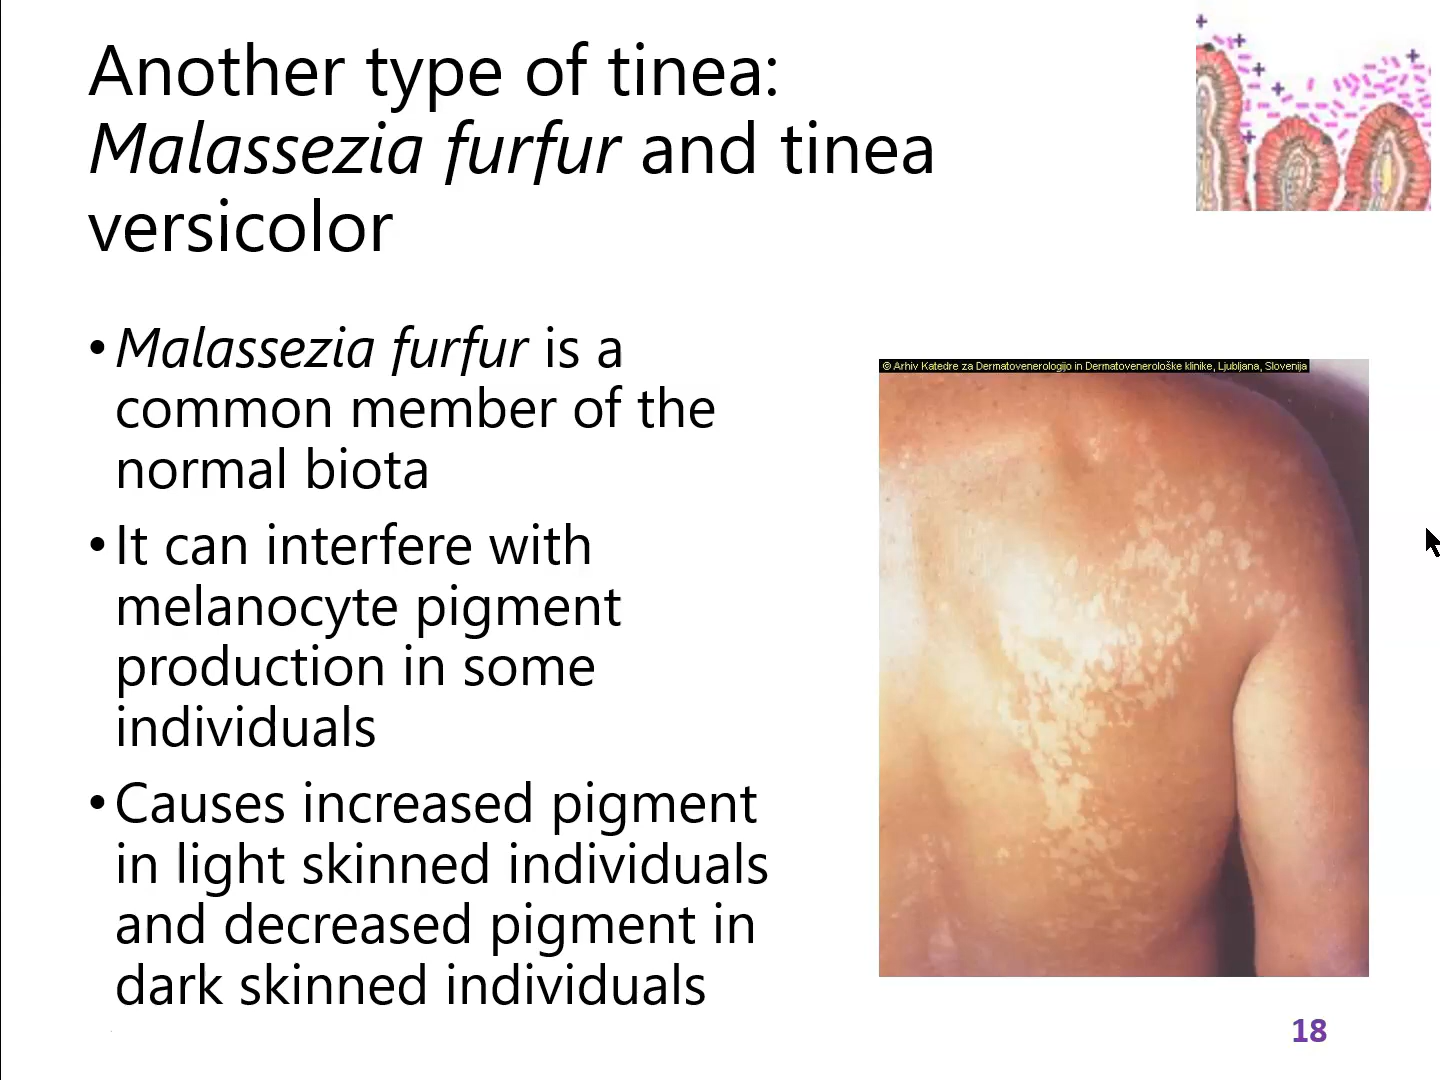 Another type of tinea:
Malassezia furfur and tinea
versicolor
• Malassezia furfur is a
common member of the
normal biota
• It can interfere with
melanocyte pigment
production in some
individuals
• Causes increased pigment
in light skinned individuals
and decreased pigment in
dark skinned individuals
© Arhiv Katedre za Dermatovenerologijo in Dermatovenerološke klinike, Ljubljana, Slovenija
18